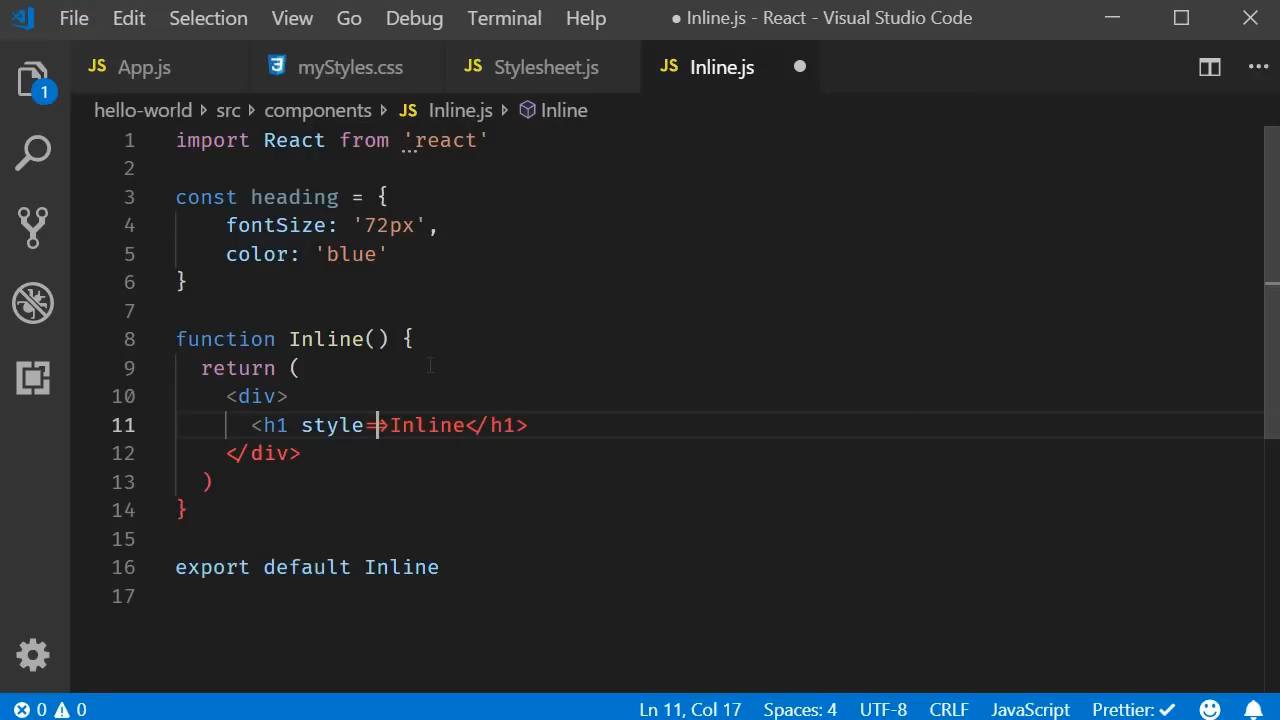 File Edit Selection View Go Debug Terminal Help ● Inline.js - React - Visual Studio Code
JS App.js myStyles.css JS Stylesheet.js JS Inline.js ●
hello-world › src › components › JS Inline.js › Inline
1
1 import React from 'react'
2
3 const heading = {
4 fontSize: '72px',
5 color: 'blue'
6 }
7
8 function Inline() {
9 return (
10 <div>
11 <h1 style=>Inline</h1>
12 </div>
13 )
14 }
15
16 export default Inline
17
0 0 Ln 11, Col 17 Spaces: 4 UTF-8 CRLF JavaScript Prettier: ✓